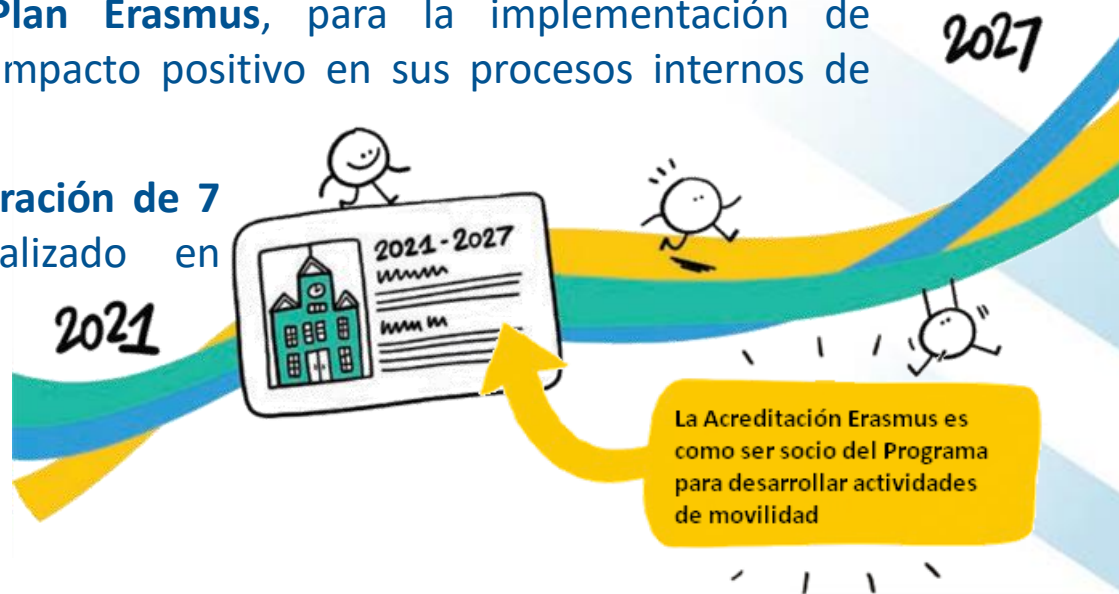 Plan Erasmus, para la implementación de
impacto positivo en sus procesos internos de
2027
ración de 7
alizado en
2021
2021-2027
La Acreditación Erasmus es
como ser socio del Programa
para desarrollar actividades
de movilidad